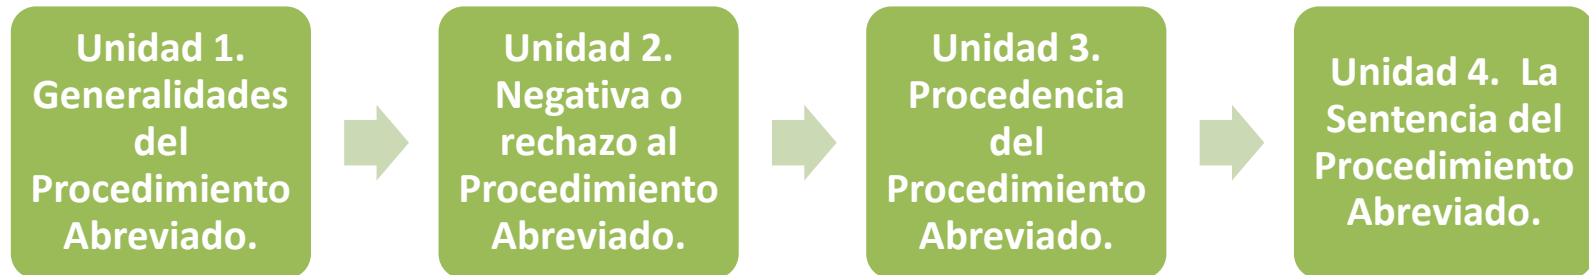 Unidad 1.
Generalidades
del
Procedimiento
Abreviado.
Unidad 2.
Negativa o
rechazo al
Procedimiento
Abreviado.
Unidad 3.
Procedencia
del
Procedimiento
Abreviado.
Unidad 4. La
Sentencia del
Procedimiento
Abreviado.